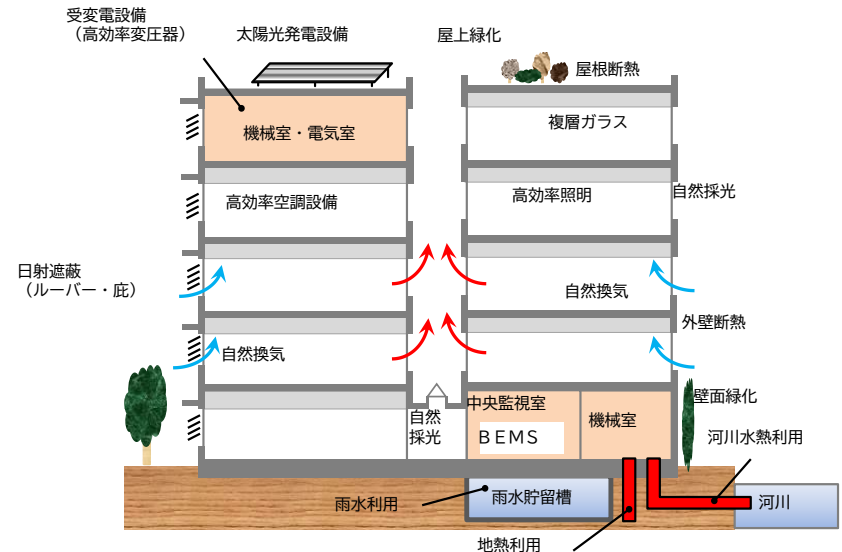 受変電設備
（高効率変圧器）
太陽光発電設備
屋上緑化
屋根断熱
機械室・電気室
複層ガラス
高効率空調設備
高効率照明
自然採光
日射遮蔽
（ルーバー・庇）
自然換気
外壁断熱
自然換気
自然
採光
中央監視室
ＢＥＭＳ
機械室
壁面緑化
河川水熱利用
雨水利用
雨水貯留槽
河川
地熱利用